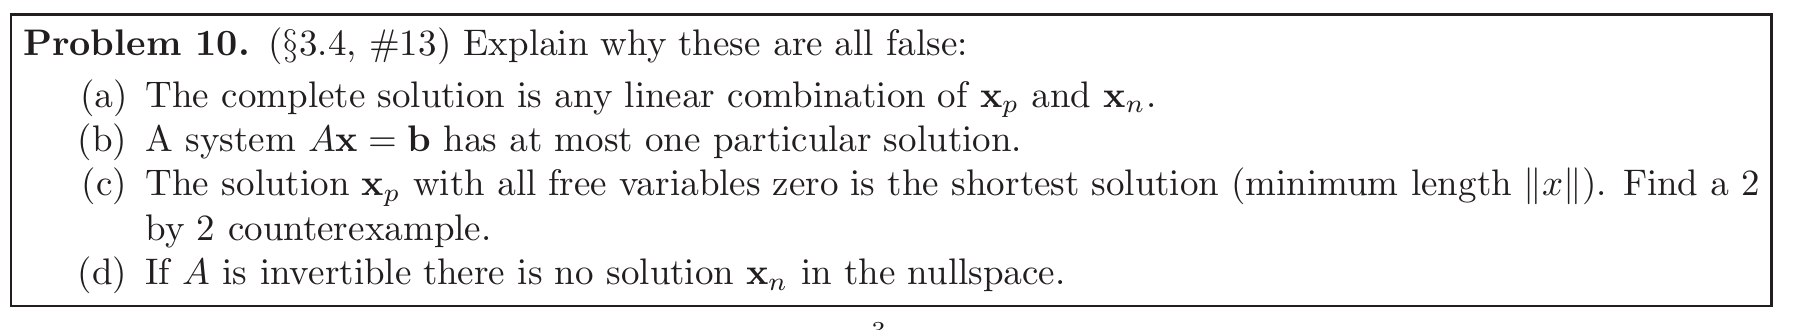 Problem 10. (§3.4, #13) Explain why these are all false:
(a) The complete solution is any linear combination of xₚ and xₙ.
(b) A system Ax = b has at most one particular solution.
(c) The solution xₚ with all free variables zero is the shortest solution (minimum length ‖x‖). Find a 2
by 2 counterexample.
(d) If A is invertible there is no solution xₙ in the nullspace.
3